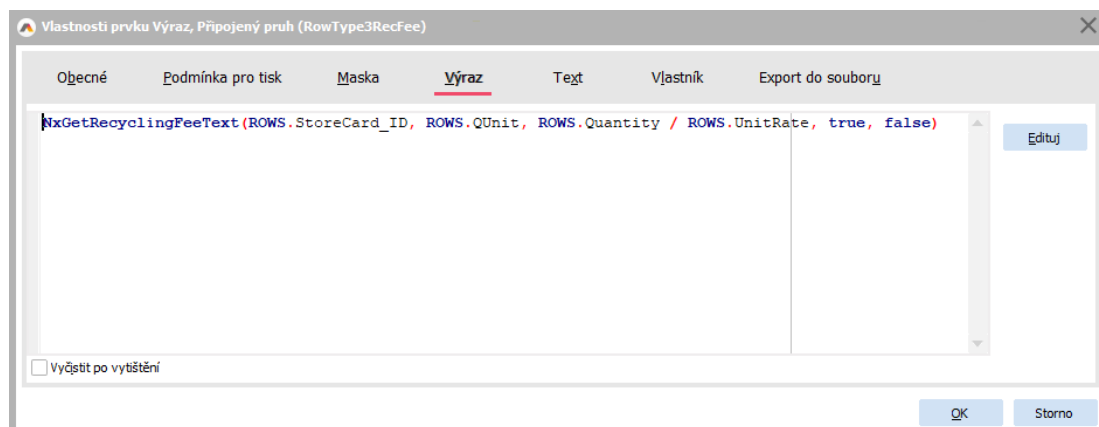 Vlastnosti prvku Výraz, Připojený pruh (RowType3RecFee)
Obecné Podmínka pro tisk Maska Výraz Text Vlastník Export do souboru
NxGetRecyclingFeeText(ROWS.StoreCard_ID, ROWS.QUnit, ROWS.Quantity / ROWS.UnitRate, true, false)
Edituj
Vyčistit po vytištění
OK Storno